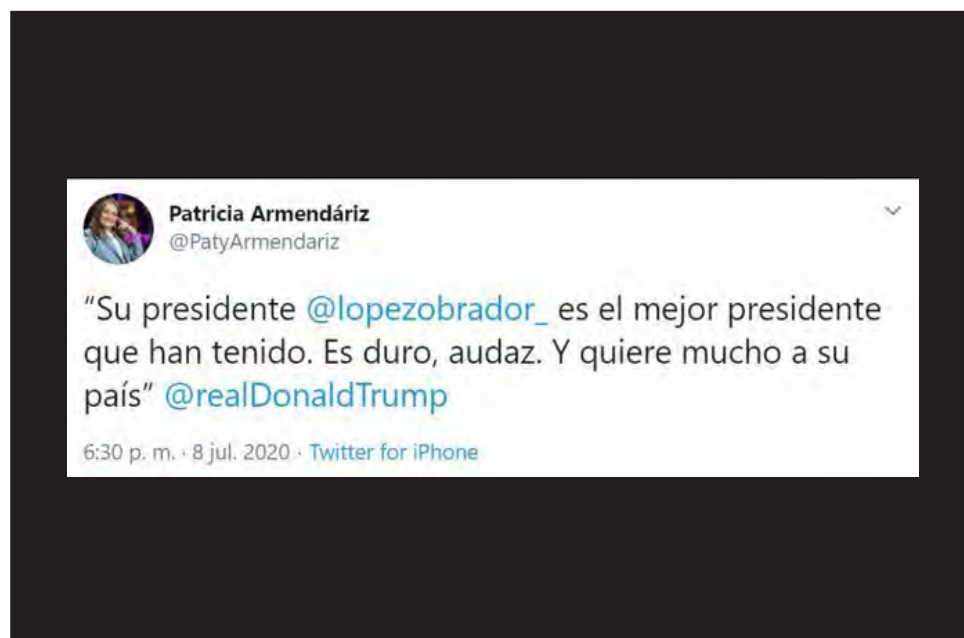 Patricia Armendáriz
@PatyArmendariz
“Su presidente @lopezobrador_ es el mejor presidente
que han tenido. Es duro, audaz. Y quiere mucho a su
país” @realDonaldTrump
6:30 p. m. · 8 jul. 2020 · Twitter for iPhone